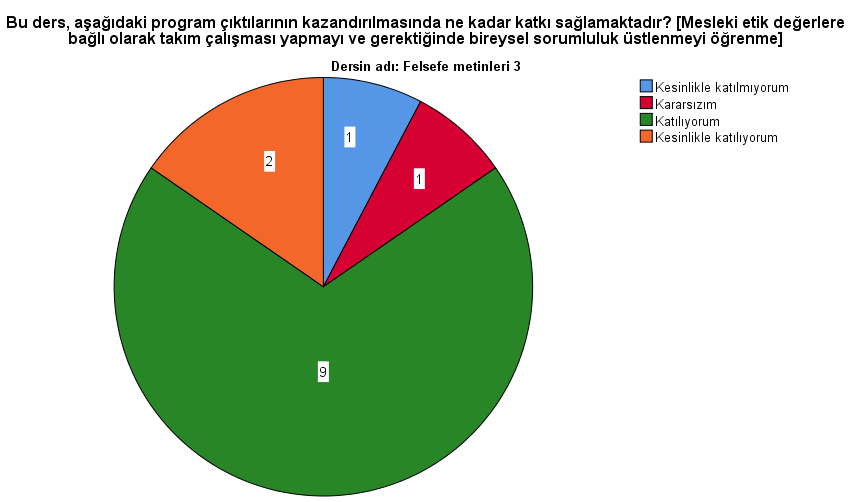 Bu ders, aşağıdaki program çıktılarının kazandırılmasında ne kadar katkı sağlamaktadır? [Mesleki etik değerlere
bağlı olarak takım çalışması yapmayı ve gerektiğinde bireysel sorumluluk üstlenmeyi öğrenme]
Dersin adı: Felsefe metinleri 3
Kesinlikle katılmıyorum
Kararsızım
Katılıyorum
Kesinlikle katılıyorum
1
2
1
9